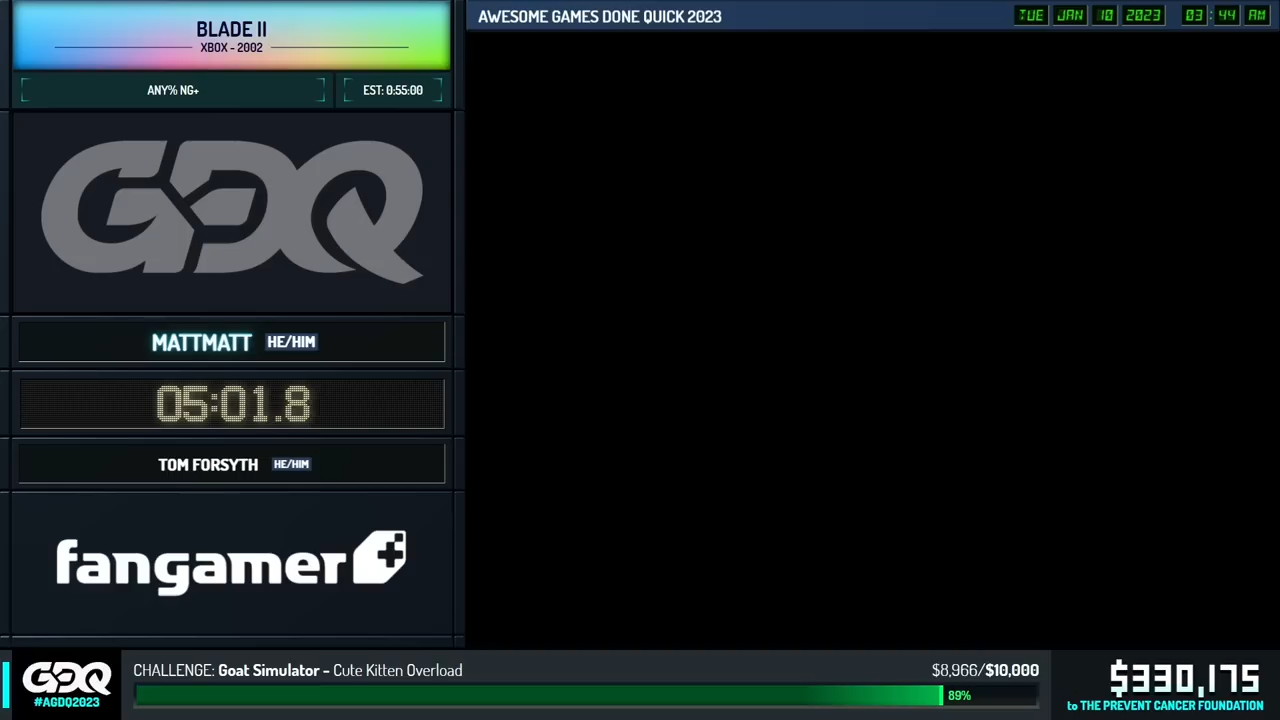 BLADE II
XBOX - 2002
ANY% NG+
EST: 0:55:00
GDQ
MATTMATT HE/HIM
05:01.8
TOM FORSYTH HE/HIM
fangamer
AWESOME GAMES DONE QUICK 2023
TUE JAN 10 2023 03:44 AM
GDQ
#AGDQ2023
CHALLENGE: Goat Simulator - Cute Kitten Overload
$8,966/$10,000
89%
$330,175
to THE PREVENT CANCER FOUNDATION